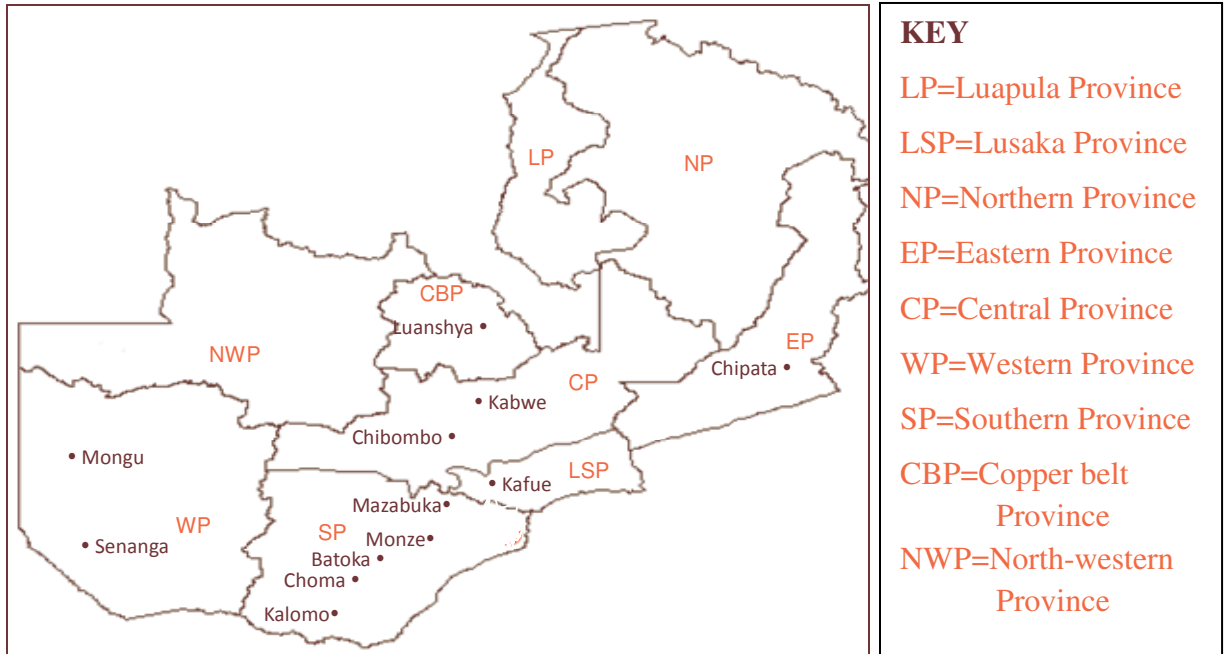 LP
NP
CBP
Luanshya
NWP
EP
Chipata
CP
Kabwe
Chibombo
Mongu
LSP
Kafue
Mazabuka
WP
SP
Monze
Senanga
Batoka
Choma
Kalomo
KEY
LP=Luapula Province
LSP=Lusaka Province
NP=Northern Province
EP=Eastern Province
CP=Central Province
WP=Western Province
SP=Southern Province
CBP=Copper belt
Province
NWP=North-western
Province